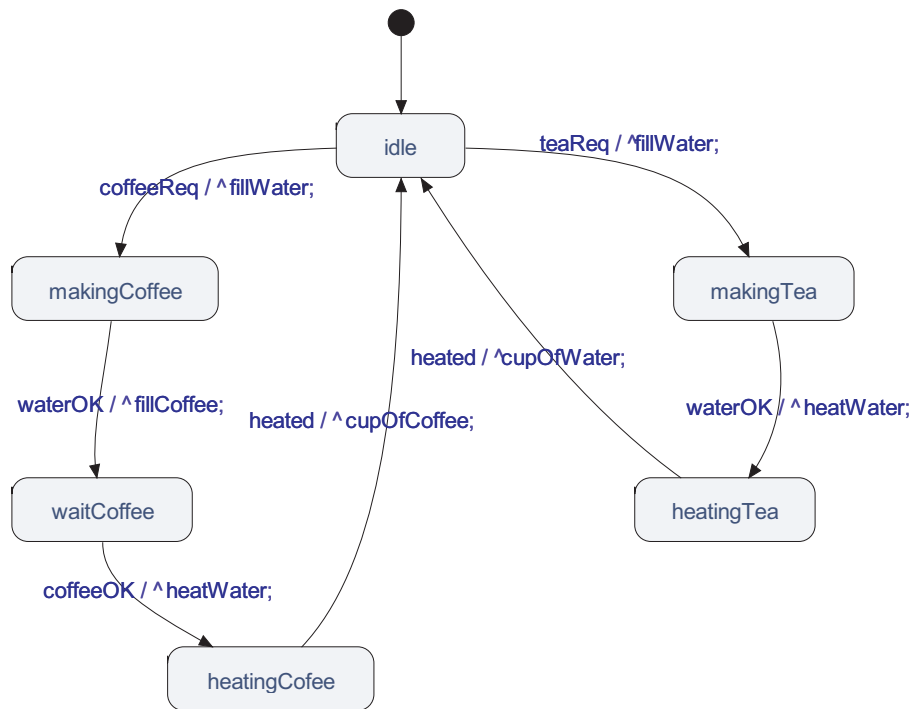 idle
teaReq / ^fillWater;
coffeeReq / ^fillWater;
makingCoffee
makingTea
heated / ^cupOfWater;
waterOK / ^fillCoffee;
heated / ^cupOfCoffee;
waterOK / ^heatWater;
waitCoffee
heatingTea
coffeeOK / ^heatWater;
heatingCofee